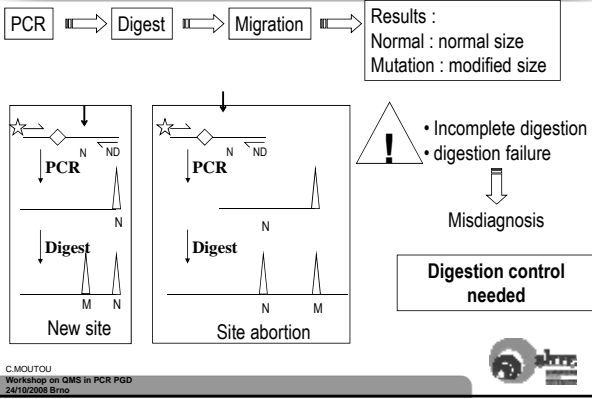 PCR
Digest
Migration
Results :
Normal : normal size
Mutation : modified size
N ND
PCR
N
Digest
M N
New site
N ND
PCR
N
Digest
N M
Site abortion
!
• Incomplete digestion
• digestion failure
Misdiagnosis
Digestion control
needed
C.MOUTOU
Workshop on QMS in PCR PGD
24/10/2008 Brno